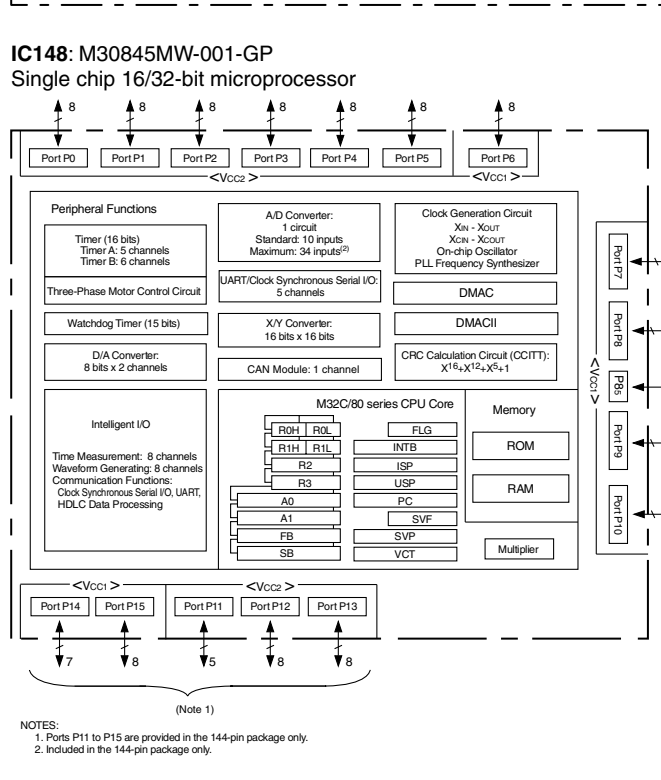 IC148: M30845MW-001-GP
Single chip 16/32-bit microprocessor
8 8 8 8 8 8 8
Port P0 Port P1 Port P2 Port P3 Port P4 Port P5 Port P6
<VCC2> <VCC1>
Peripheral Functions
Timer (16 bits)
Timer A: 5 channels
Timer B: 6 channels
Three-Phase Motor Control Circuit
Watchdog Timer (15 bits)
D/A Converter:
8 bits x 2 channels
Intelligent I/O
Time Measurement: 8 channels
Waveform Generating: 8 channels
Communication Functions:
Clock Synchronous Serial I/O, UART,
HDLC Data Processing
A/D Converter:
1 circuit
Standard: 10 inputs
Maximum: 34 inputs(2)
UART/Clock Synchronous Serial I/O:
5 channels
X/Y Converter:
16 bits x 16 bits
CAN Module: 1 channel
Clock Generation Circuit
XIN - XOUT
XCIN - XCOUT
On-chip Oscillator
PLL Frequency Synthesizer
DMAC
DMACII
CRC Calculation Circuit (CCITT):
X16+X12+X5+1
M32C/80 series CPU Core
R0H R0L
R1H R1L
R2
R3
A0
A1
FB
SB
FLG
INTB
ISP
USP
PC
SVF
SVP
VCT
Memory
ROM
RAM
Multiplier
<VCC1>
Port P7
Port P8
P85
Port P9
Port P10
<VCC1> <VCC2>
Port P14 Port P15 Port P11 Port P12 Port P13
7 8 5 8 8
(Note 1)
NOTES:
1. Ports P11 to P15 are provided in the 144-pin package only.
2. Included in the 144-pin package only.